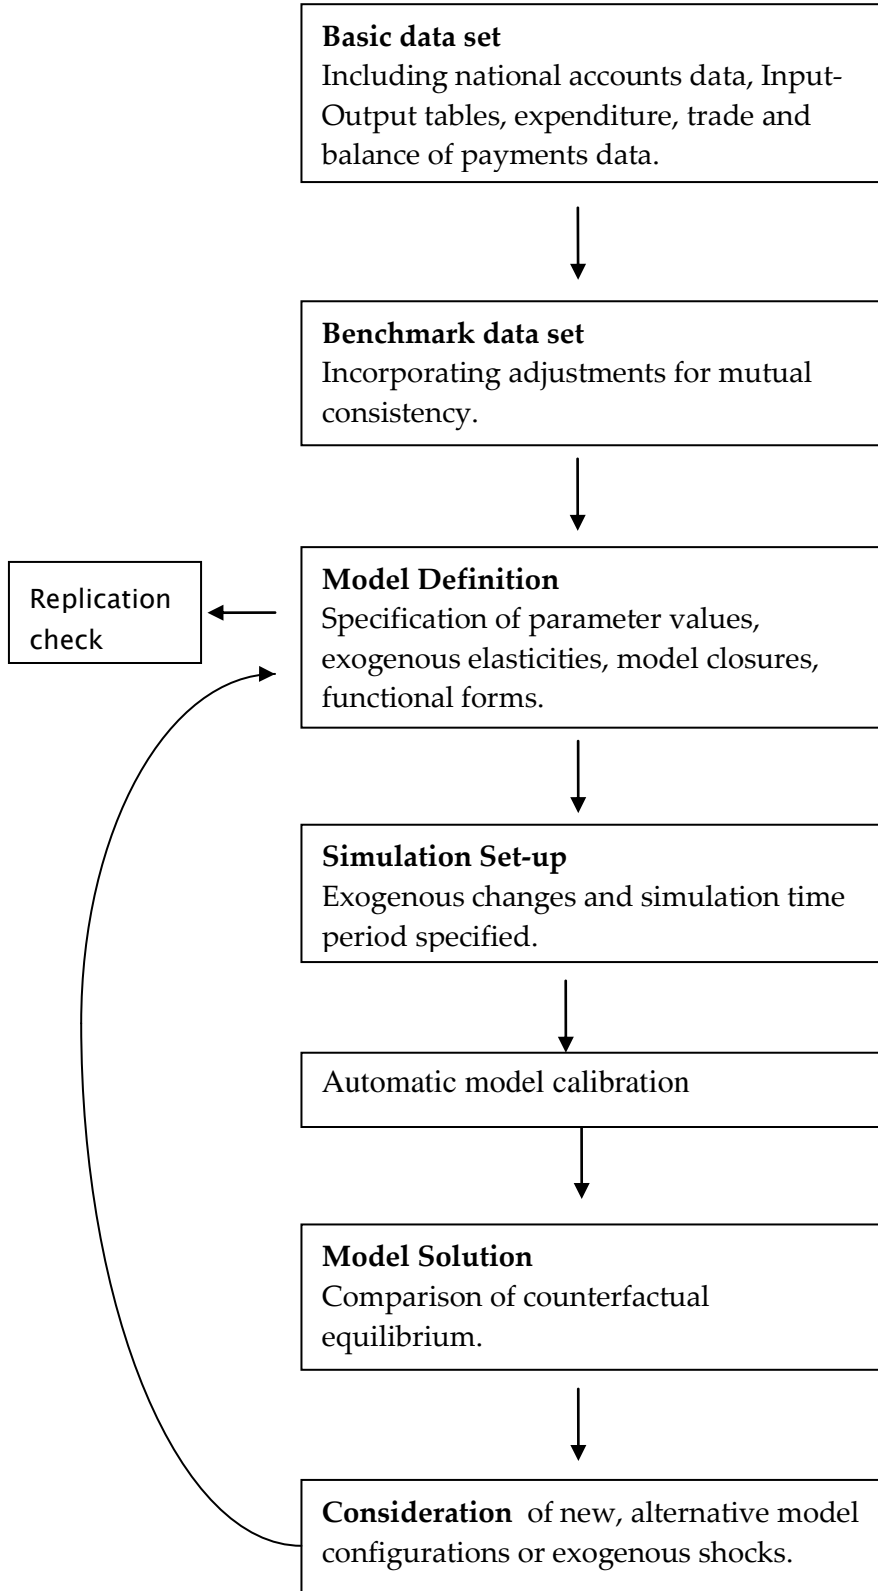 Basic data set
Including national accounts data, Input-
Output tables, expenditure, trade and
balance of payments data.
Benchmark data set
Incorporating adjustments for mutual
consistency.
Replication
check
Model Definition
Specification of parameter values,
exogenous elasticities, model closures,
functional forms.
Simulation Set-up
Exogenous changes and simulation time
period specified.
Automatic model calibration
Model Solution
Comparison of counterfactual
equilibrium.
Consideration of new, alternative model
configurations or exogenous shocks.